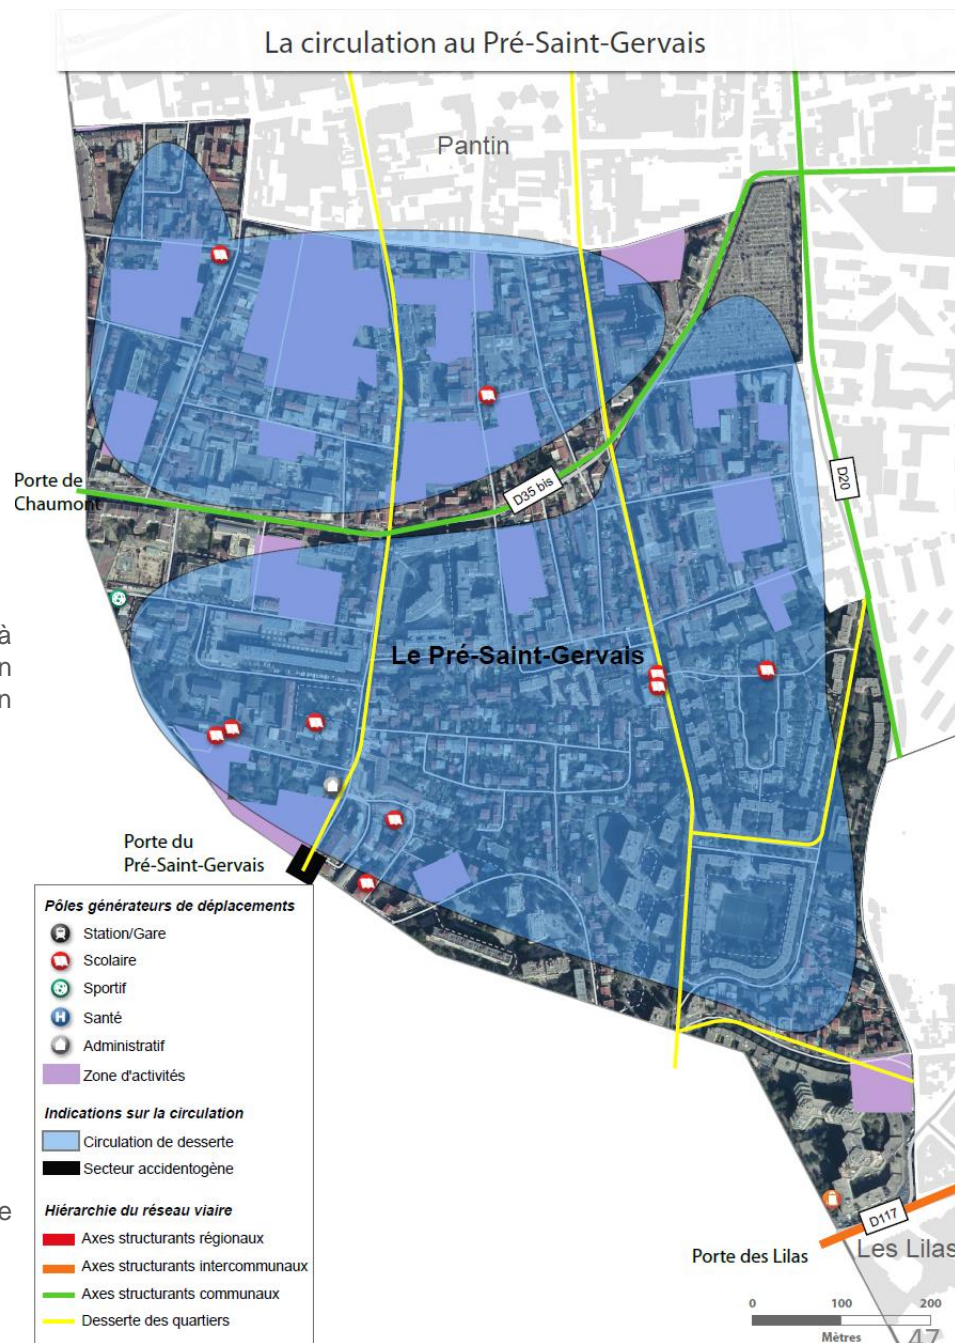 La circulation au Pré-Saint-Gervais
Pantin
Porte de
Chaumont
D35 bis
D20
à
n
n
Le Pré-Saint-Gervais
Porte du
Pré-Saint-Gervais
Pôles générateurs de déplacements
Station/Gare
Scolaire
Sportif
H
Santé
Administratif
Zone d'activités
Indications sur la circulation
Circulation de desserte
Secteur accidentogène
e
Hiérarchie du réseau viaire
Axes structurants régionaux
Axes structurants intercommunaux
Axes structurants communaux
Desserte des quartiers
D117
Porte des Lilas
Les Lilas
0 100 200
Mètres
47